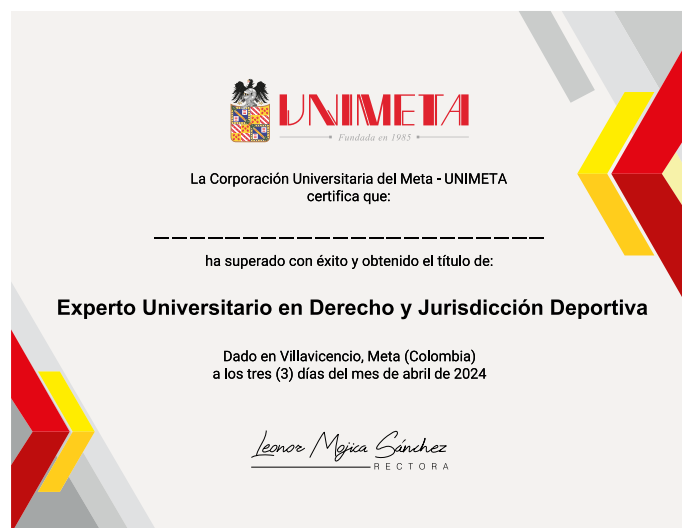 UNIMETA
Fundada en 1985
La Corporación Universitaria del Meta - UNIMETA
certifica que:
ha superado con éxito y obtenido el título de:
Experto Universitario en Derecho y Jurisdicción Deportiva
Dado en Villavicencio, Meta (Colombia)
a los tres (3) días del mes de abril de 2024
Leonor Mojica Sánchez
RECTORA